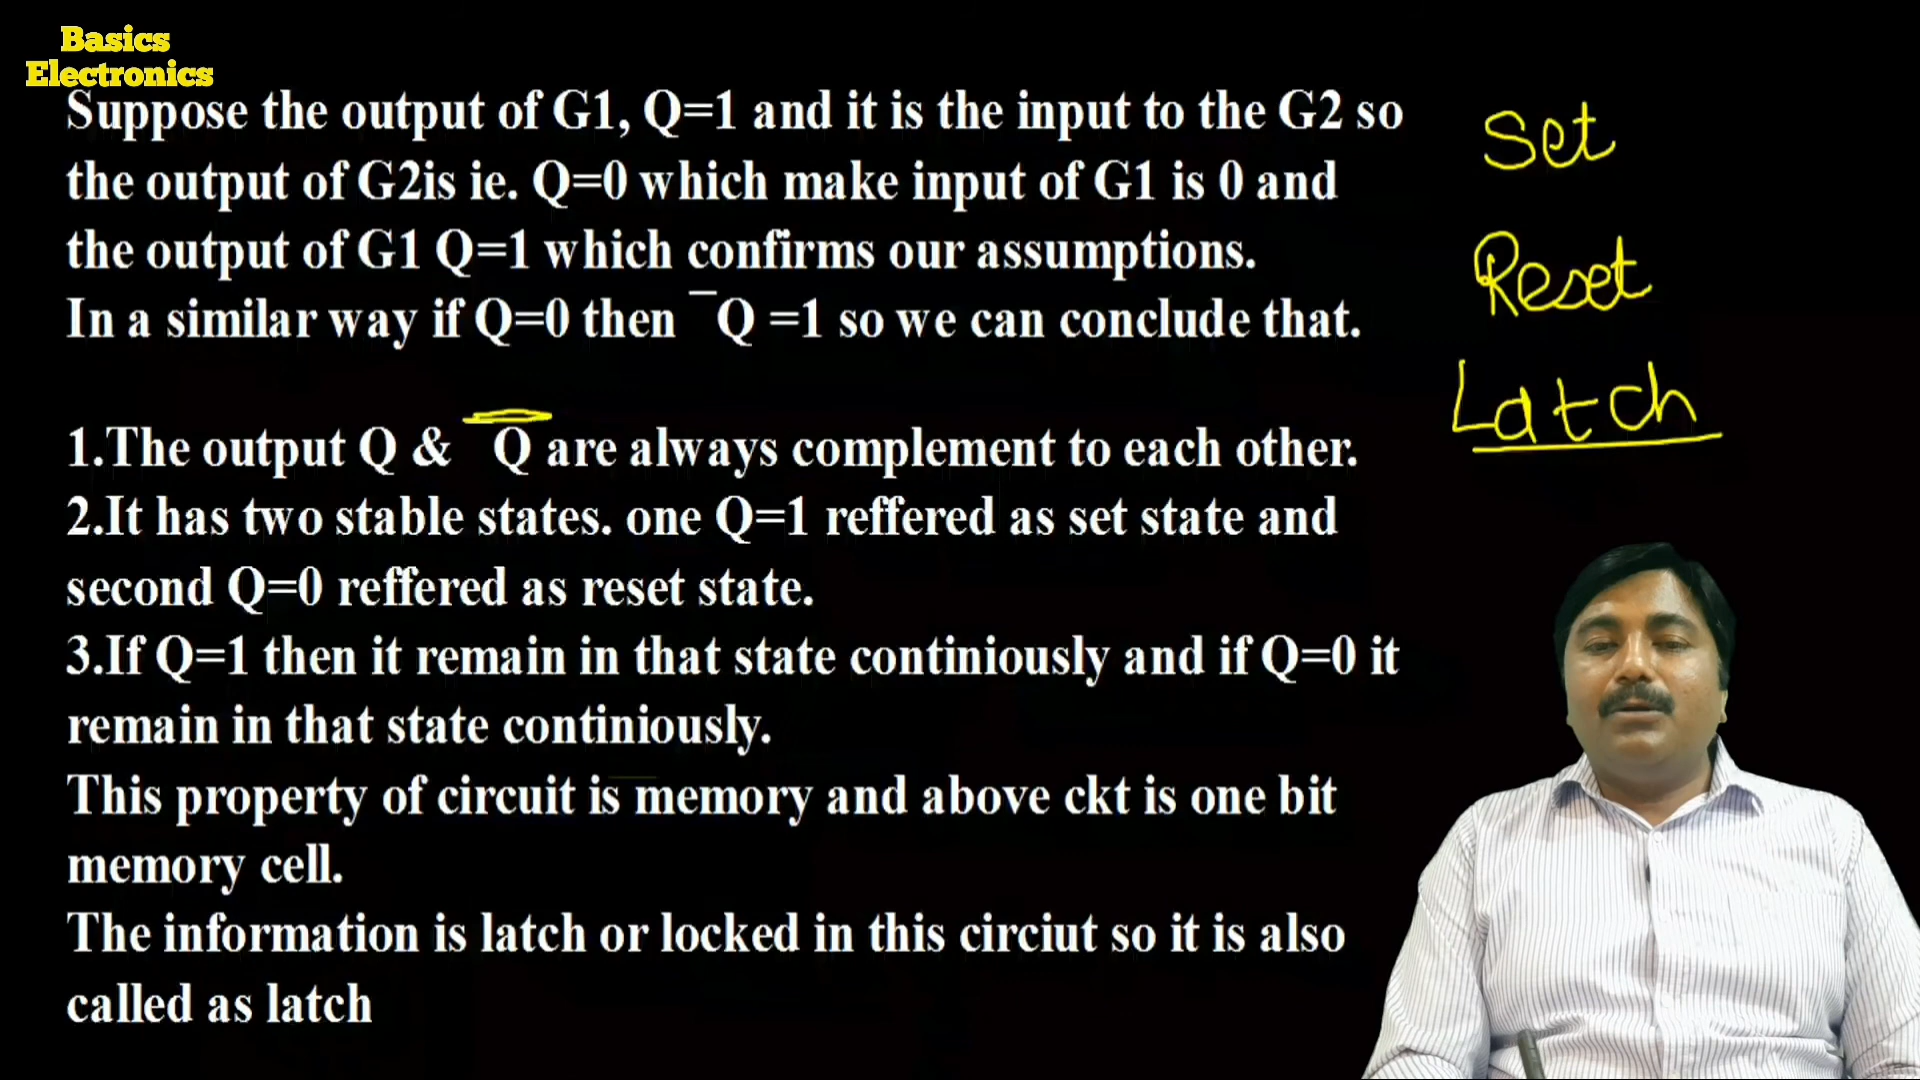 Basics
Electronics
Suppose the output of G1, Q=1 and it is the input to the G2 so
the output of G2is ie. Q=0 which make input of G1 is 0 and
the output of G1 Q=1 which confirms our assumptions.
In a similar way if Q=0 then ¯Q =1 so we can conclude that.
1.The output Q & ¯Q are always complement to each other.
2.It has two stable states. one Q=1 reffered as set state and
second Q=0 reffered as reset state.
3.If Q=1 then it remain in that state continiously and if Q=0 it
remain in that state continiously.
This property of circuit is memory and above ckt is one bit
memory cell.
The information is latch or locked in this circiut so it is also
called as latch
Set
Reset
Latch